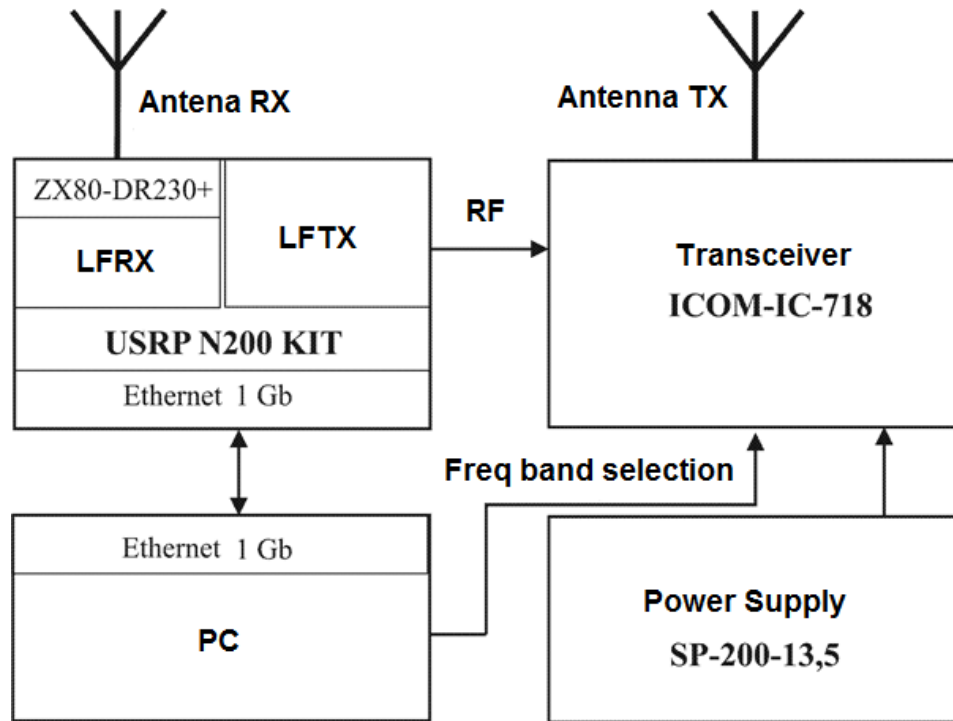 Antena RX
Antenna TX
ZX80-DR230+
LFRX
LFTX
USRP N200 KIT
Ethernet 1 Gb
RF
Transceiver
ICOM-IC-718
Freq band selection
Ethernet 1 Gb
PC
Power Supply
SP-200-13,5